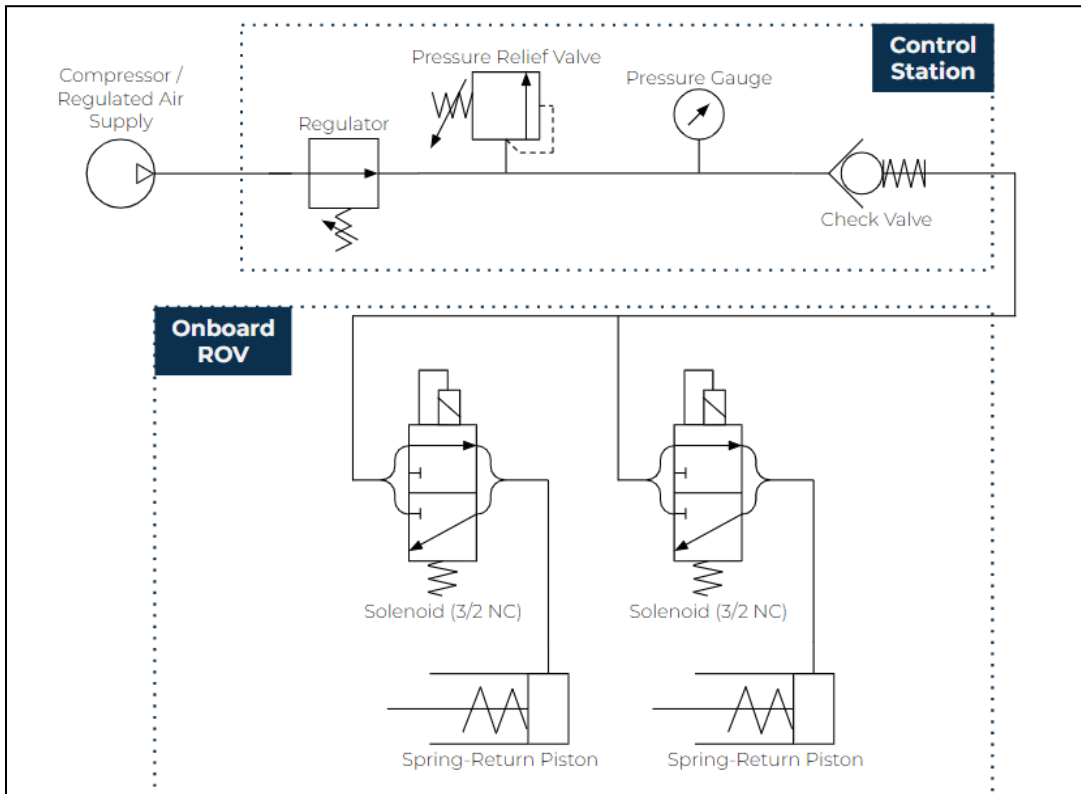 Control
Station
Compressor /
Regulated Air
Supply
Pressure Relief Valve
Pressure Gauge
Regulator
Check Valve
Onboard
ROV
Solenoid (3/2 NC)
Solenoid (3/2 NC)
Spring-Return Piston
Spring-Return Piston